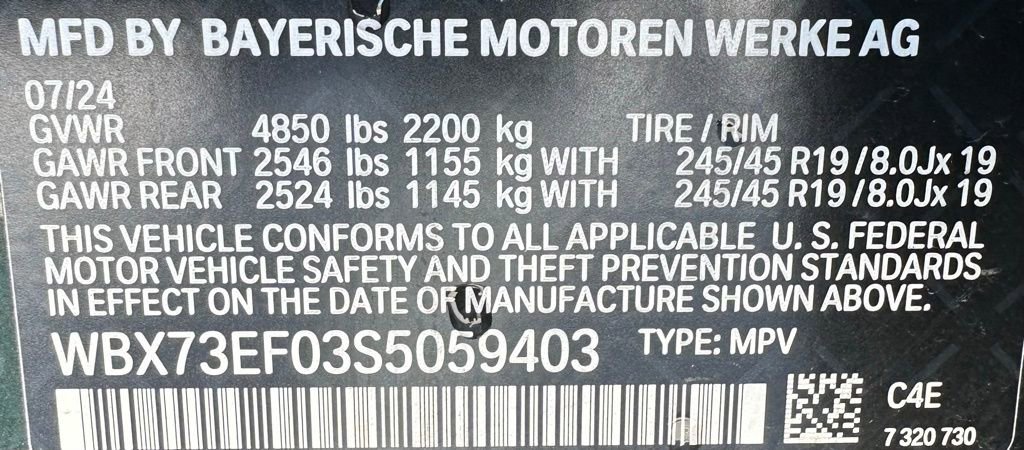 MFD BY BAYERISCHE MOTOREN WERKE AG
07/24
GVWR 4850 lbs 2200 kg TIRE / RIM
GAWR FRONT 2546 lbs 1155 kg WITH 245/45 R19 /8.0Jx 19
GAWR REAR 2524 lbs 1145 kg WITH 245/45 R19 /8.0Jx 19
THIS VEHICLE CONFORMS TO ALL APPLICABLE U. S. FEDERAL
MOTOR VEHICLE SAFETY AND THEFT PREVENTION STANDARDS
IN EFFECT ON THE DATE OF MANUFACTURE SHOWN ABOVE.
WBX73EF03S5059403 TYPE: MPV
C4E
7 320 730